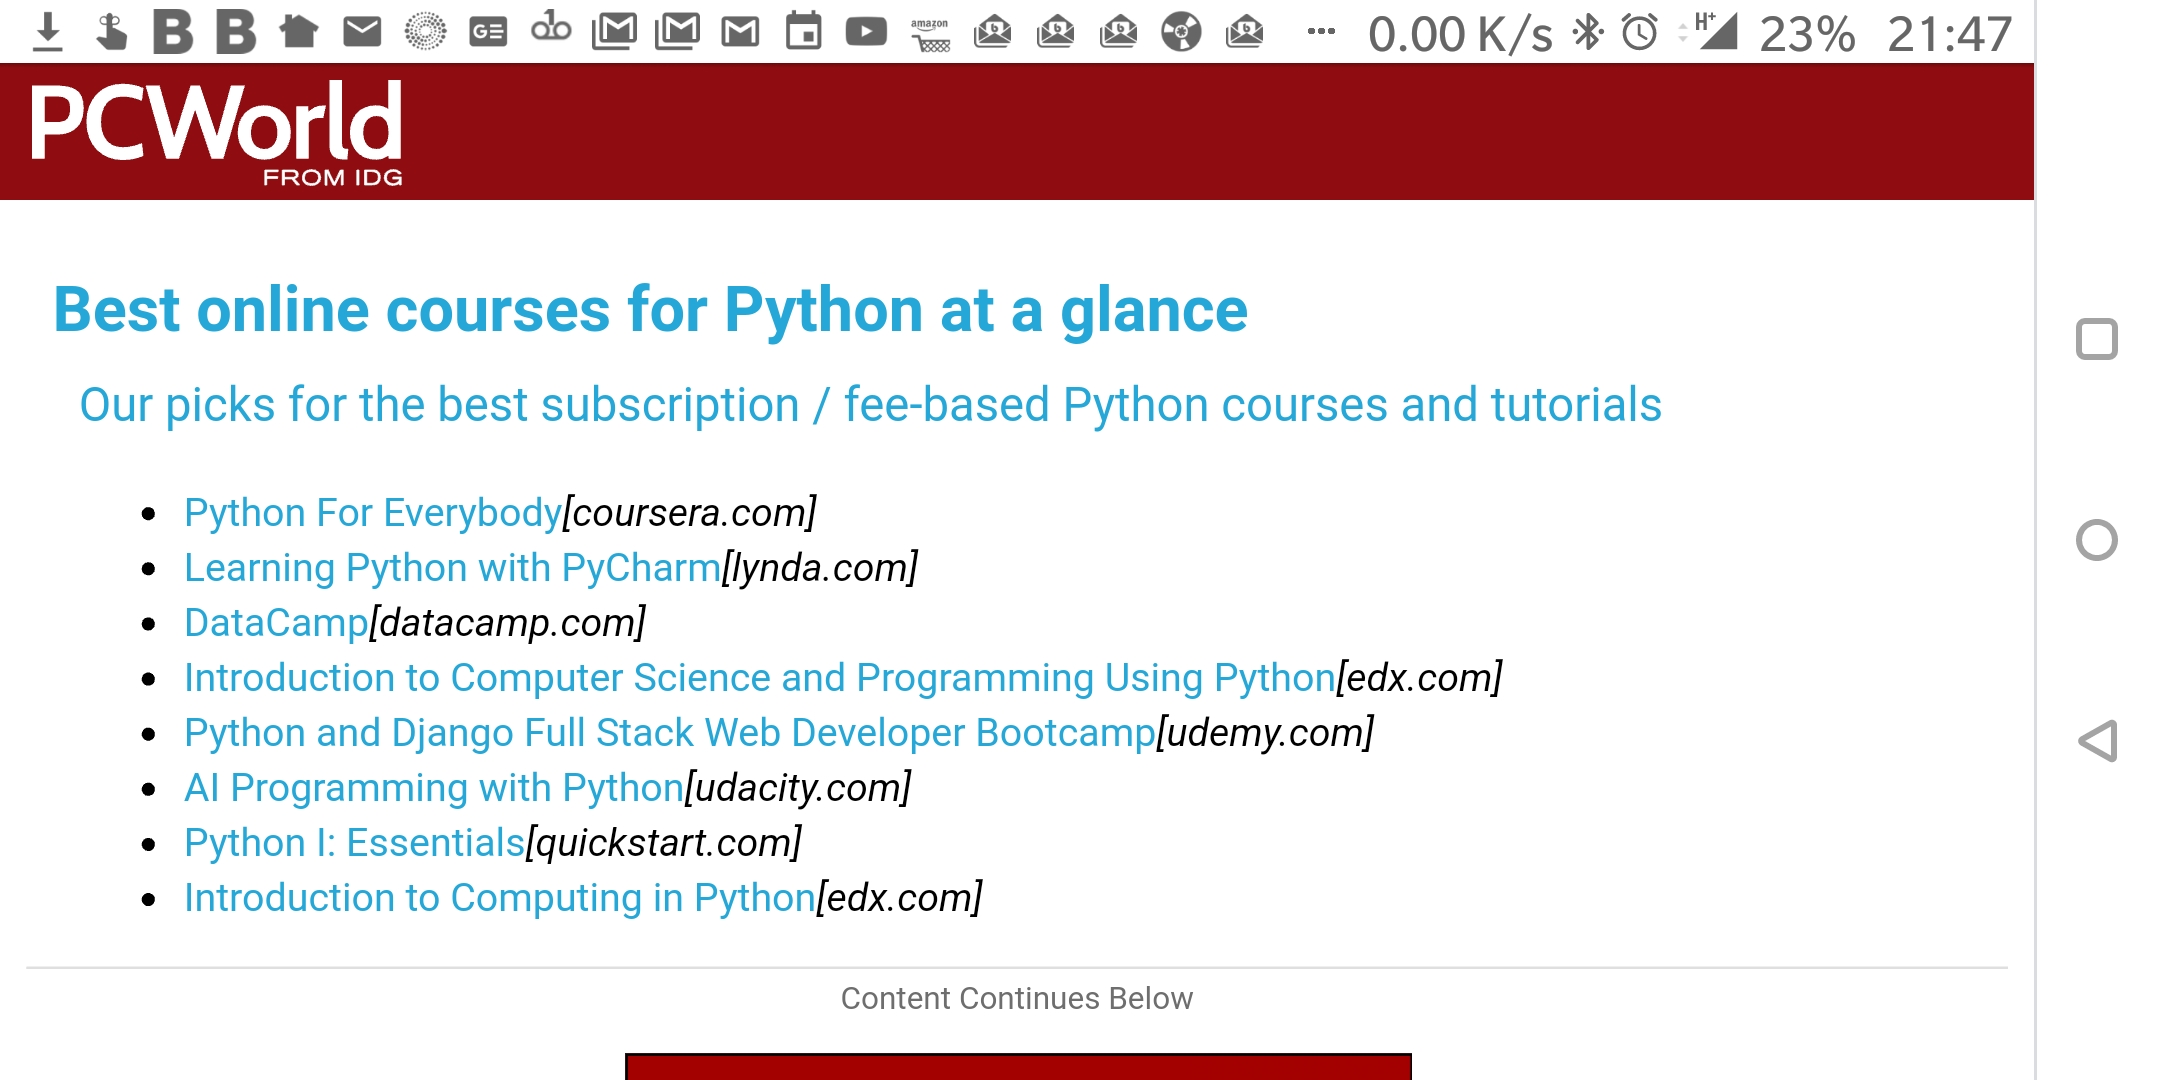 0.00 K/s H+ 23% 21:47
PCWorld
FROM IDG
Best online courses for Python at a glance
Our picks for the best subscription / fee-based Python courses and tutorials
• Python For Everybody[coursera.com]
• Learning Python with PyCharm[lynda.com]
• DataCamp[datacamp.com]
• Introduction to Computer Science and Programming Using Python[edx.com]
• Python and Django Full Stack Web Developer Bootcamp[udemy.com]
• AI Programming with Python[udacity.com]
• Python I: Essentials[quickstart.com]
• Introduction to Computing in Python[edx.com]
Content Continues Below